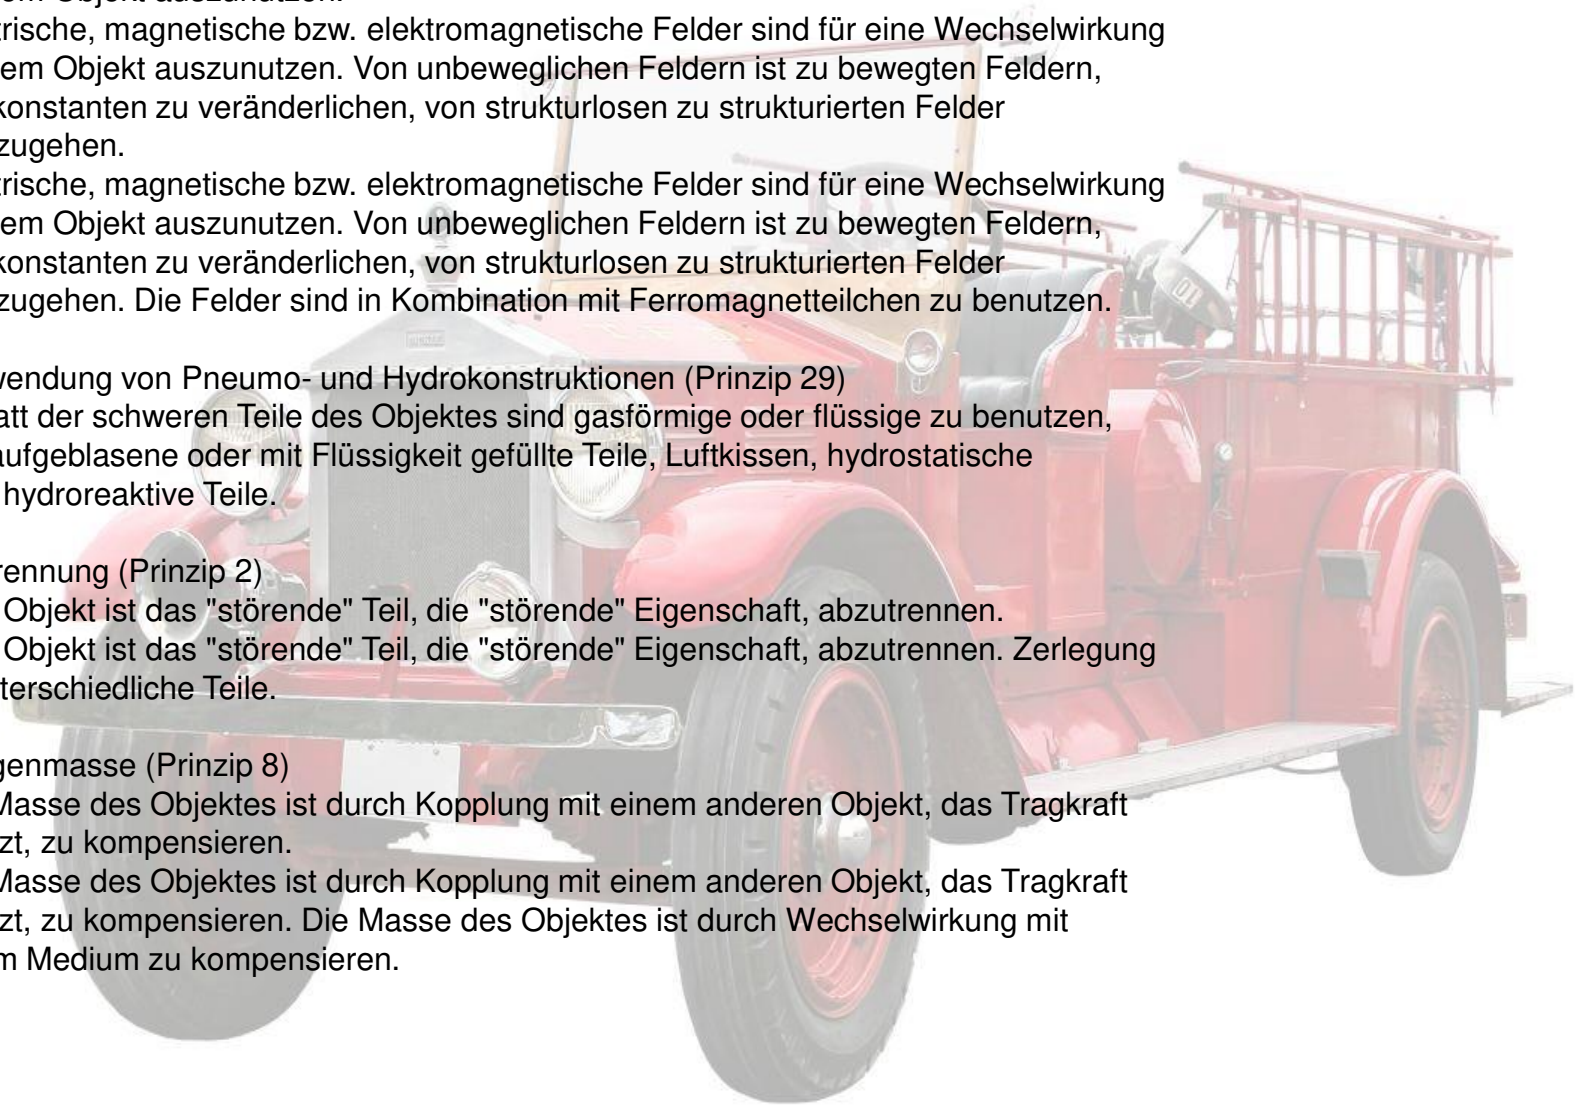 em Objekt auszunutzen.
trische, magnetische bzw. elektromagnetische Felder sind für eine Wechselwirkung
em Objekt auszunutzen. Von unbeweglichen Feldern ist zu bewegten Feldern,
konstanten zu veränderlichen, von strukturlosen zu strukturierten Felder
zugehen.
trische, magnetische bzw. elektromagnetische Felder sind für eine Wechselwirkung
em Objekt auszunutzen. Von unbeweglichen Feldern ist zu bewegten Feldern,
konstanten zu veränderlichen, von strukturlosen zu strukturierten Felder
zugehen. Die Felder sind in Kombination mit Ferromagnetteilchen zu benutzen.
wendung von Pneumo- und Hydrokonstruktionen (Prinzip 29)
att der schweren Teile des Objektes sind gasförmige oder flüssige zu benutzen,
aufgeblasene oder mit Flüssigkeit gefüllte Teile, Luftkissen, hydrostatische
hydroreaktive Teile.
rennung (Prinzip 2)
Objekt ist das "störende" Teil, die "störende" Eigenschaft, abzutrennen.
Objekt ist das "störende" Teil, die "störende" Eigenschaft, abzutrennen. Zerlegung
terschiedliche Teile.
genmasse (Prinzip 8)
Masse des Objektes ist durch Kopplung mit einem anderen Objekt, das Tragkraft
zt, zu kompensieren.
Masse des Objektes ist durch Kopplung mit einem anderen Objekt, das Tragkraft
zt, zu kompensieren. Die Masse des Objektes ist durch Wechselwirkung mit
m Medium zu kompensieren.